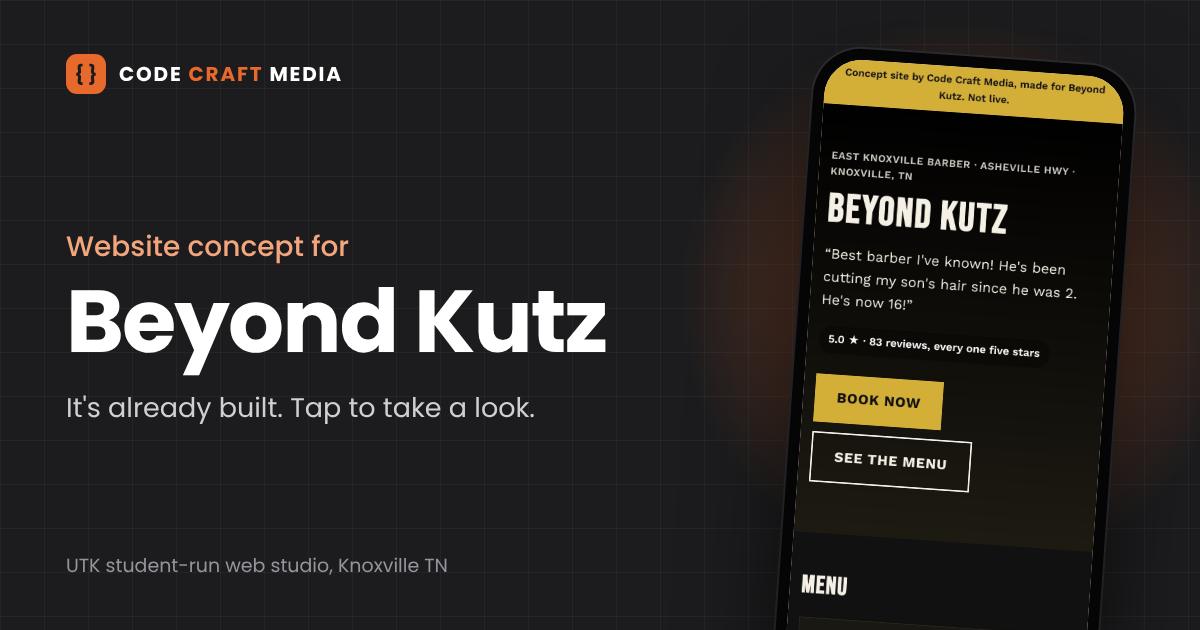 { } CODE CRAFT MEDIA
Website concept for
Beyond Kutz
It's already built. Tap to take a look.
UTK student-run web studio, Knoxville TN
Concept site by Code Craft Media, made for Beyond
Kutz. Not live.
EAST KNOXVILLE BARBER · ASHEVILLE HWY ·
KNOXVILLE, TN
BEYOND KUTZ
“Best barber I've known! He's been
cutting my son's hair since he was 2.
He's now 16!”
5.0 ★ · 83 reviews, every one five stars
BOOK NOW
SEE THE MENU
MENU